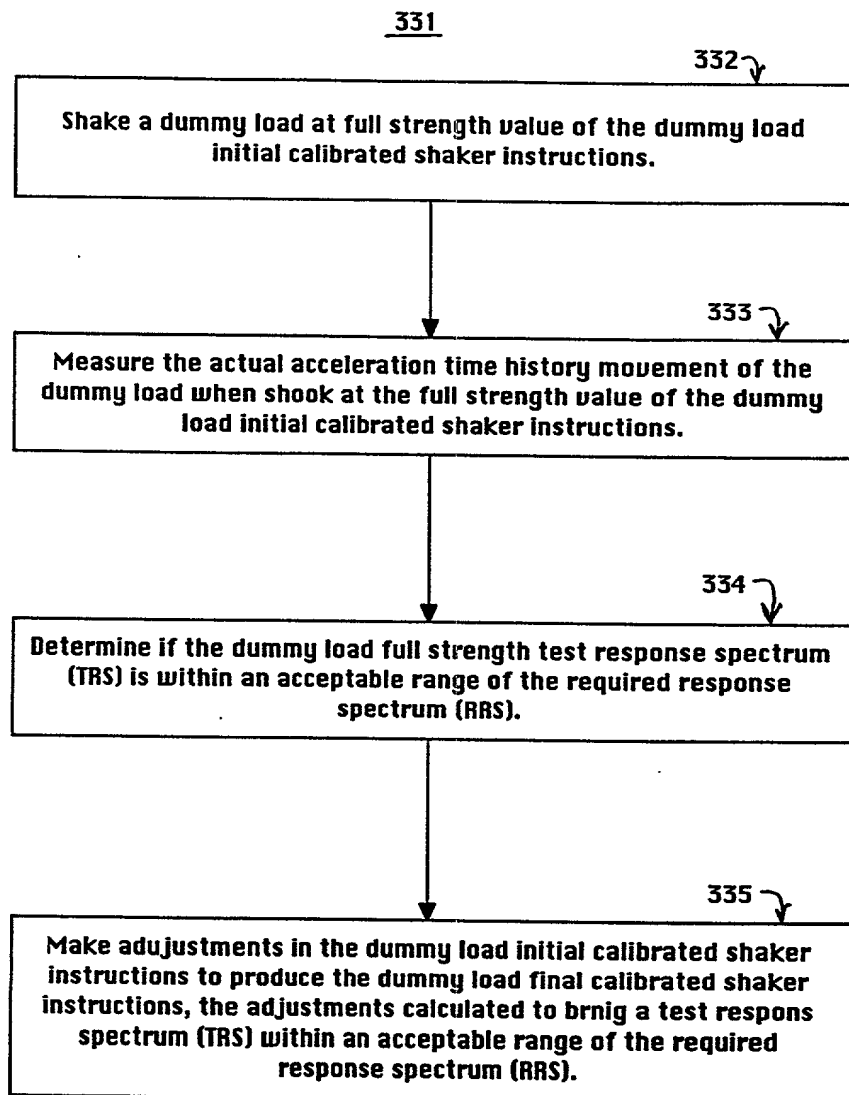 331
332
Shake a dummy load at full strength value of the dummy load
initial calibrated shaker instructions.
333
Measure the actual acceleration time history movement of the
dummy load when shook at the full strength value of the dummy
load initial calibrated shaker instructions.
334
Determine if the dummy load full strength test response spectrum
(TRS) is within an acceptable range of the required response
spectrum (RRS).
335
Make adujustments in the dummy load initial calibrated shaker
instructions to produce the dummy load final calibrated shaker
instructions, the adjustments calculated to brnig a test respons
spectrum (TRS) within an acceptable range of the required
response spectrum (RRS).